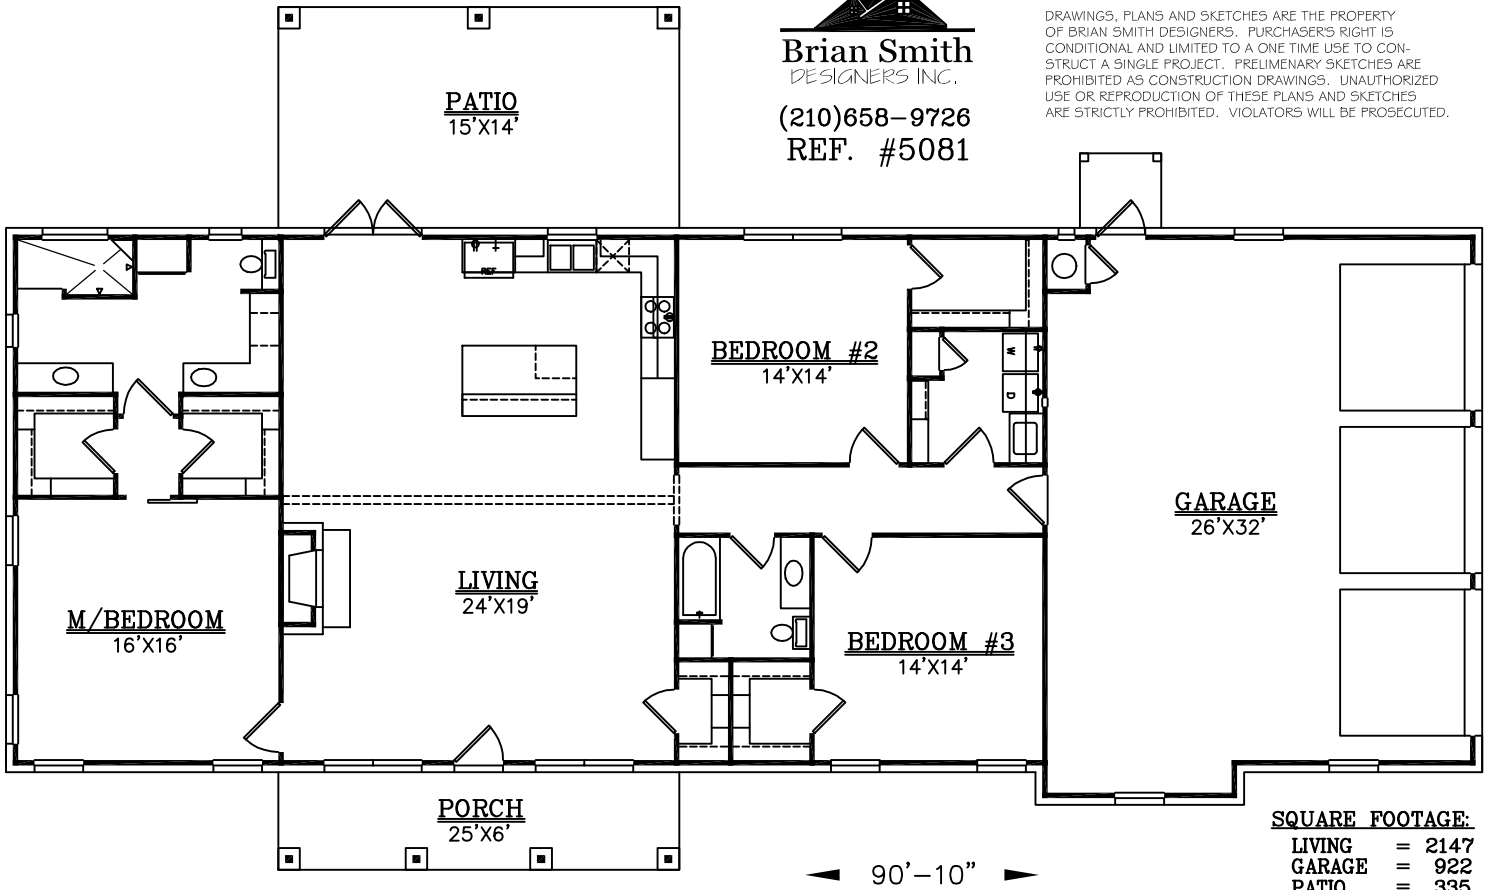 DRAWINGS, PLANS AND SKETCHES ARE THE PROPERTY
OF BRIAN SMITH DESIGNERS. PURCHASER'S RIGHT IS
CONDITIONAL AND LIMITED TO A ONE TIME USE TO CON-
STRUCT A SINGLE PROJECT. PRELIMENARY SKETCHES ARE
PROHIBITED AS CONSTRUCTION DRAWINGS. UNAUTHORIZED
USE OR REPRODUCTION OF THESE PLANS AND SKETCHES
ARE STRICTLY PROHIBITED. VIOLATORS WILL BE PROSECUTED.
Brian Smith
DESIGNERS INC.
(210)658-9726
REF. #5081
PATIO
15'X14'
REF
BEDROOM #2
14'X14'
W
D
GARAGE
26'X32'
LIVING
24'X19'
M/BEDROOM
16'X16'
BEDROOM #3
14'X14'
PORCH
25'X6'
90'-10"
SQUARE FOOTAGE:
LIVING = 2147
GARAGE = 922
PATIO = 335